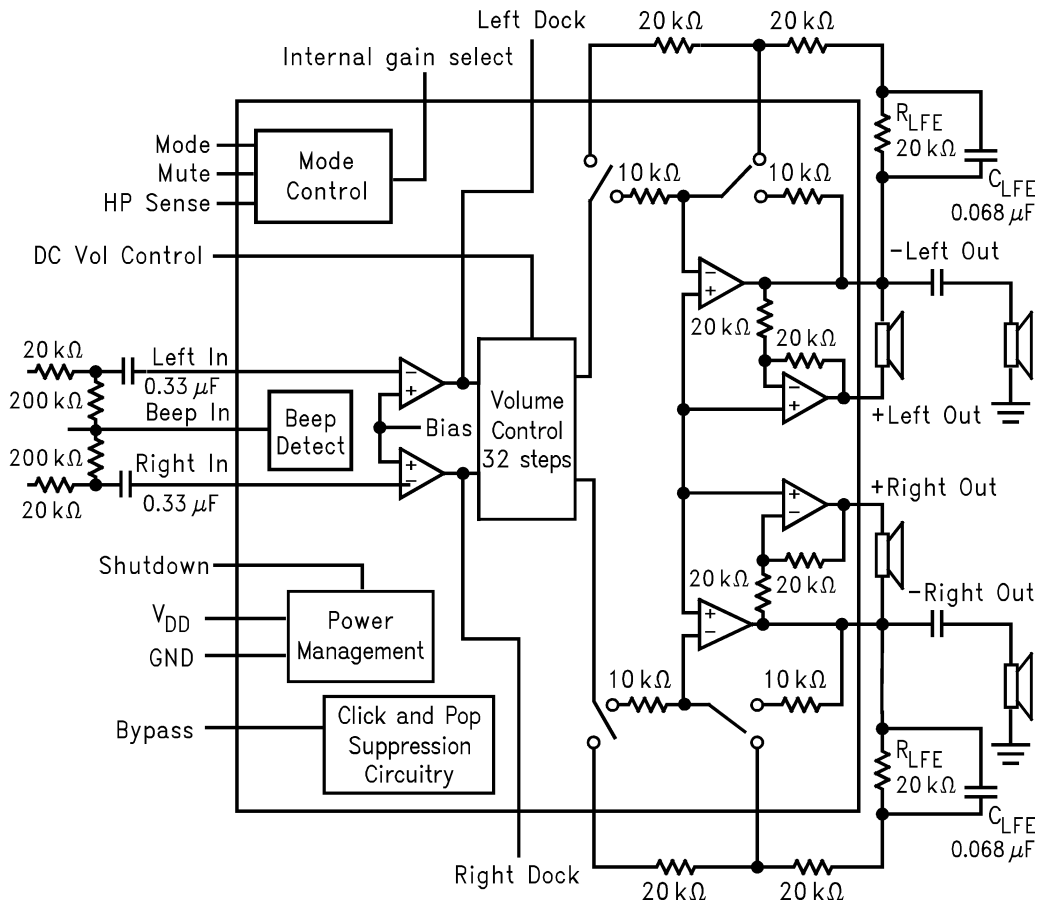 Left Dock
20 kΩ
20 kΩ
Internal gain select
R_LFE
20 kΩ
C_LFE
0.068 μF
Mode
Mute
HP Sense
Mode
Control
10 kΩ
10 kΩ
DC Vol Control
-Left Out
20 kΩ
20 kΩ
20 kΩ
Left In
0.33 μF
200 kΩ
Beep In
Beep
Detect
Bias
Volume
Control
32 steps
+Left Out
200 kΩ
Right In
0.33 μF
20 kΩ
+Right Out
Shutdown
20 kΩ
20 kΩ
-Right Out
V_DD
GND
Power
Management
10 kΩ
10 kΩ
Bypass
Click and Pop
Suppression
Circuitry
R_LFE
20 kΩ
C_LFE
0.068 μF
Right Dock
20 kΩ
20 kΩ